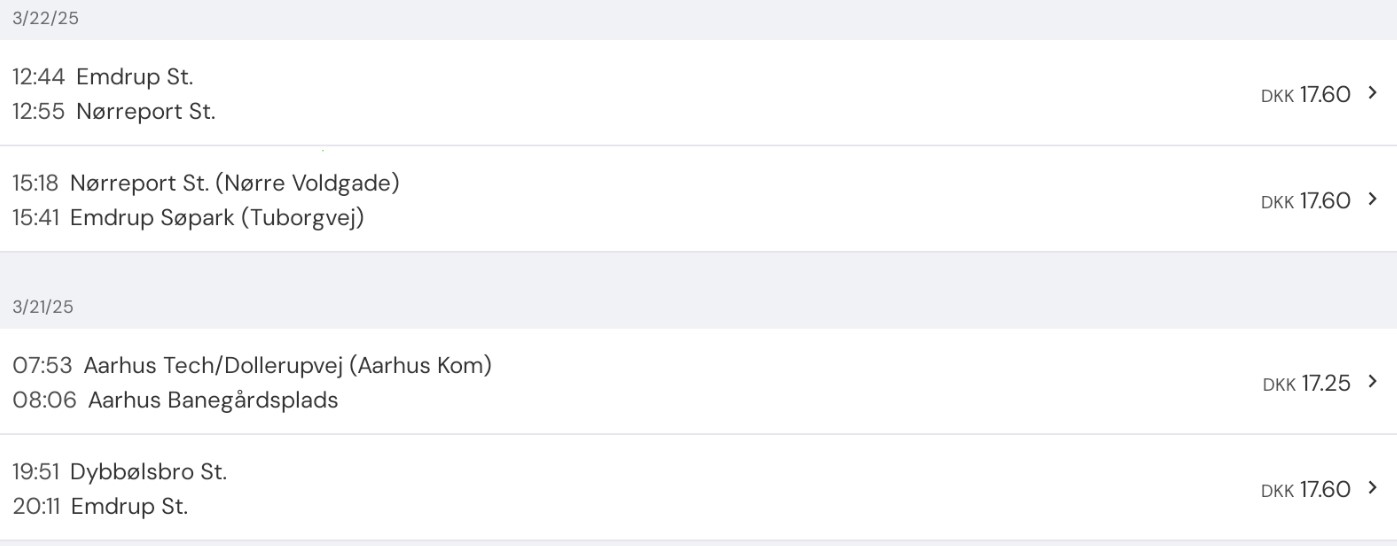 3/22/25
12:44 Emdrup St.
12:55 Nørreport St.
DKK 17.60
15:18 Nørreport St. (Nørre Voldgade)
15:41 Emdrup Søpark (Tuborgvej)
DKK 17.60
3/21/25
07:53 Aarhus Tech/Dollerupvej (Aarhus Kom)
08:06 Aarhus Banegårdsplads
DKK 17.25
19:51 Dybbølsbro St.
20:11 Emdrup St.
DKK 17.60